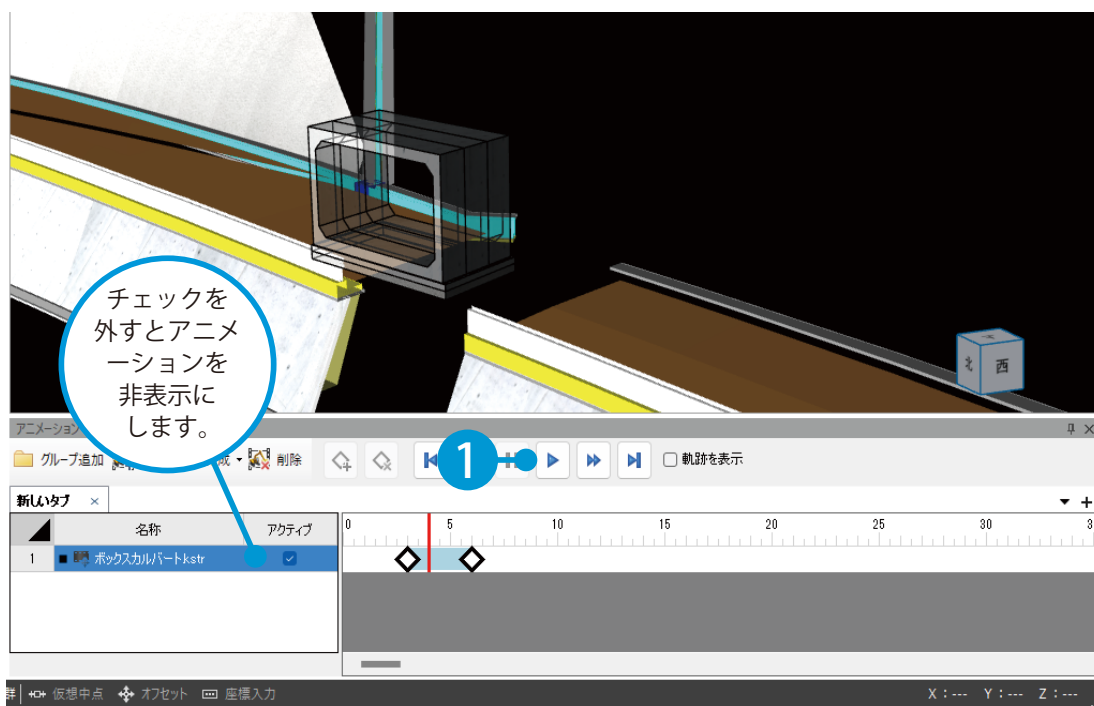 チェックを
外すとアニメ
ーションを
非表示に
します。
北 西
アニメーション
グループ追加 成 削除 1 軌跡を表示
新しいタブ
名称 アクティブ 0 5 10 15 20 25 30 3
1 ボックスカルバート.kstr
群 仮想中点 オフセット 座標入力 X : --- Y : --- Z : ---